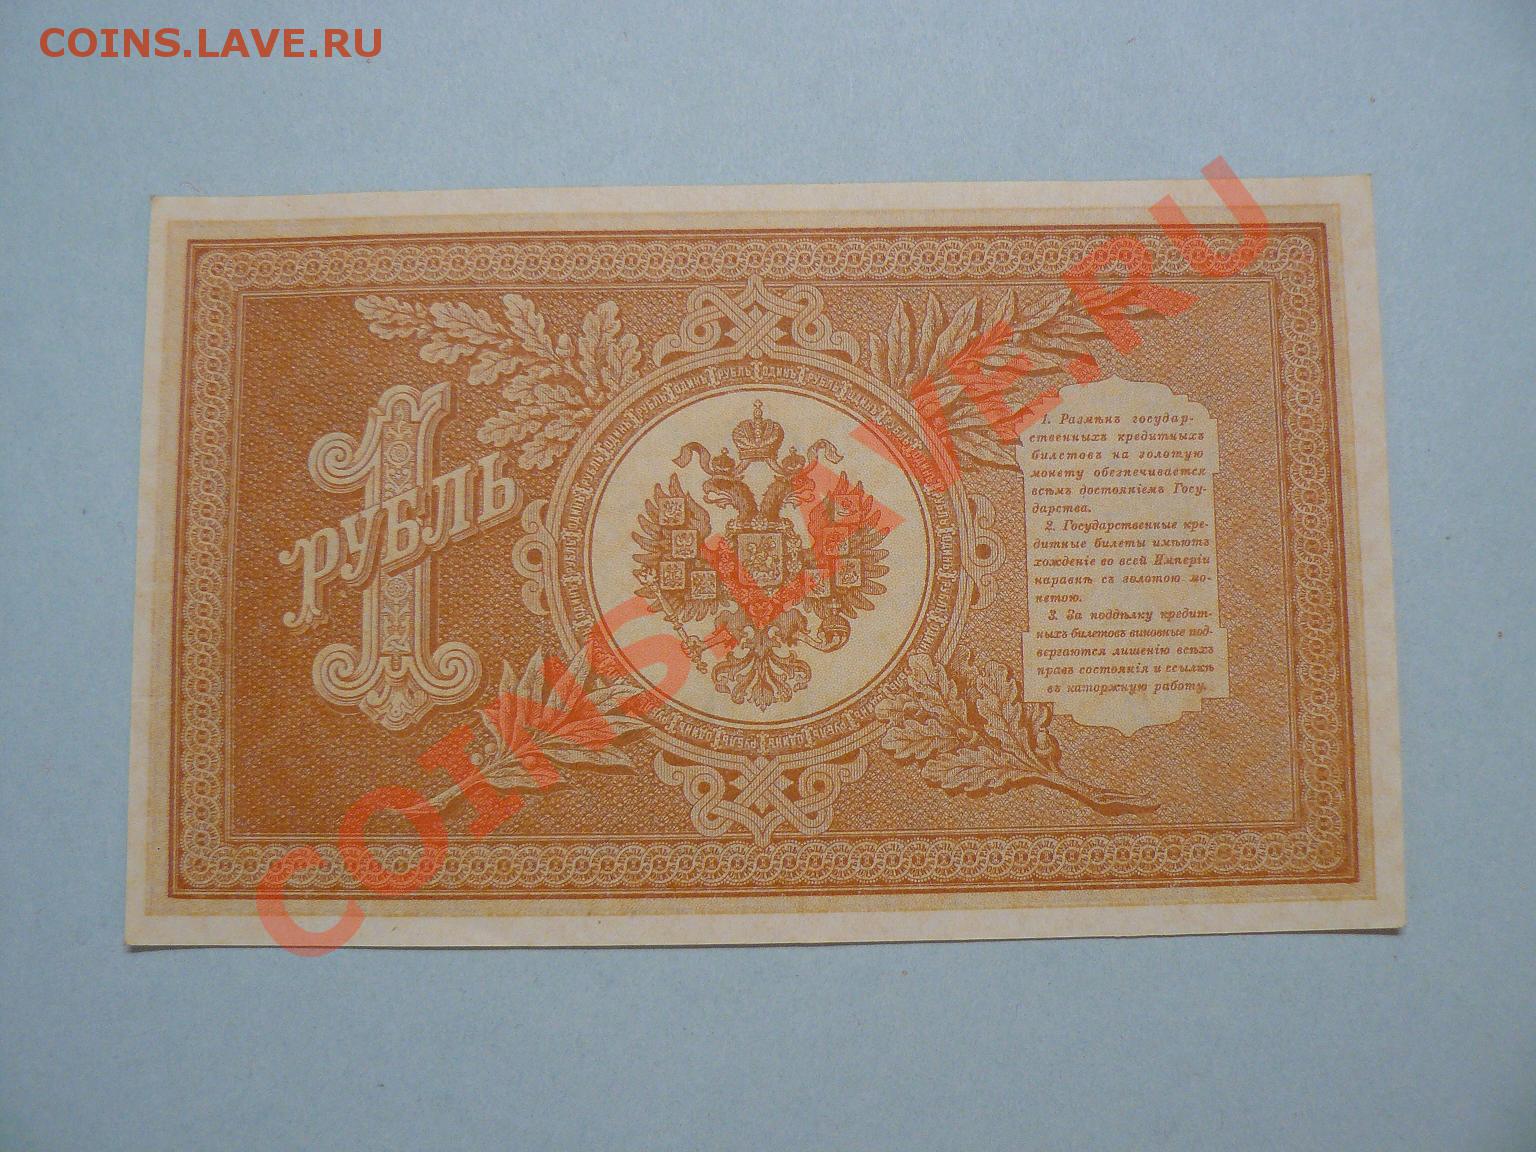 COINS.LAVE.RU
1
РУБЛЬ
1. Размѣнъ государ-
ственныхъ кредитныхъ
билетовъ на золотую
монету обезпечивается
всѣмъ достояніемъ Госу-
дарства.
2. Государственные кре-
дитные билеты имѣютъ
хожденіе во всей Имперіи
наравнѣ съ золотою мо-
нетою.
3. За поддѣлку кредит-
ныхъ билетовъ виновные под-
вергаются лишенію всѣхъ
правъ состоянія и ссылкѣ
въ каторжную работу.
COINS.LAVE.RU